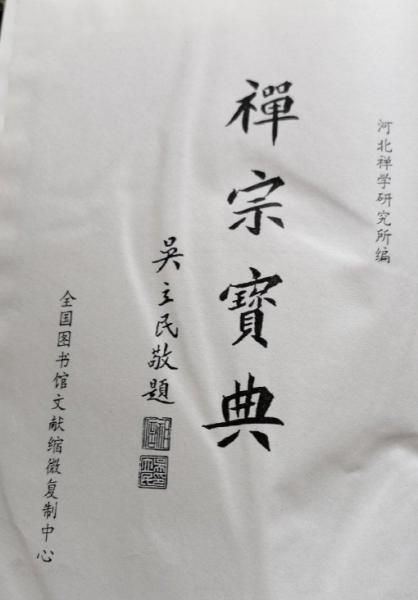 河北禅学研究所编
禪宗寶典
吳立民敬題
全国图书馆文献缩微复制中心